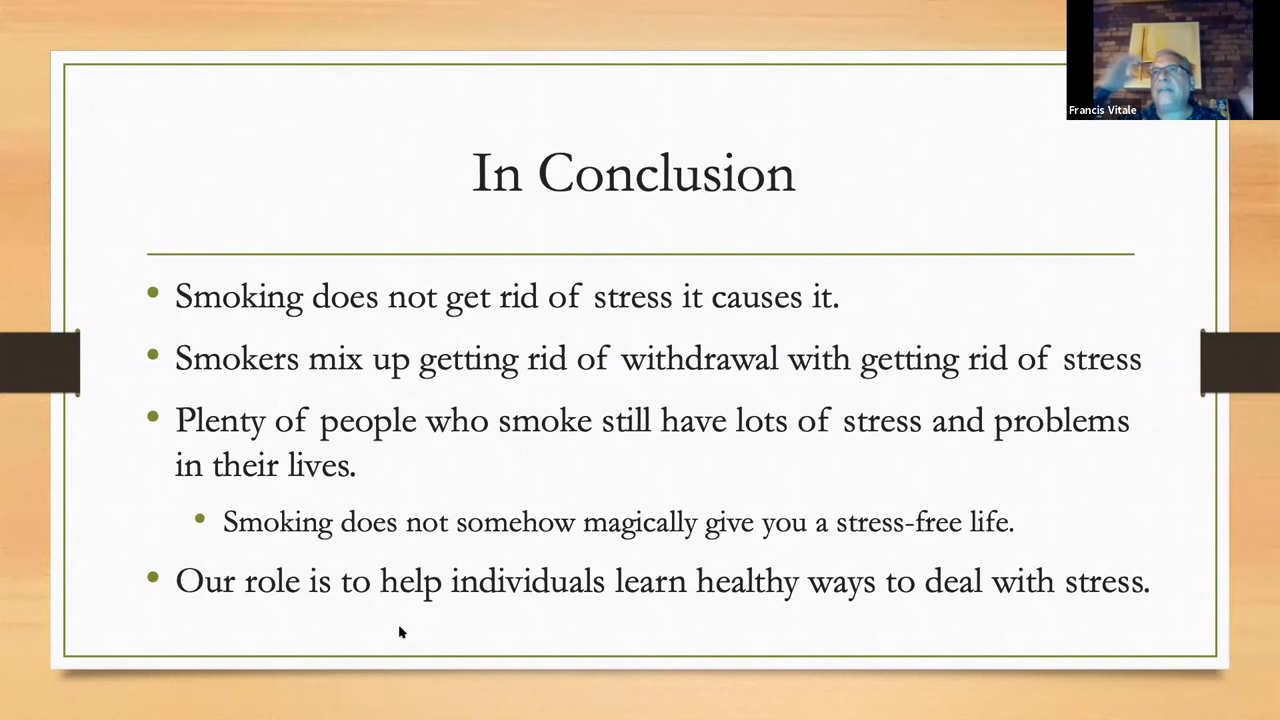 Francis Vitale
In Conclusion
• Smoking does not get rid of stress it causes it.
• Smokers mix up getting rid of withdrawal with getting rid of stress
• Plenty of people who smoke still have lots of stress and problems
in their lives.
• Smoking does not somehow magically give you a stress-free life.
• Our role is to help individuals learn healthy ways to deal with stress.